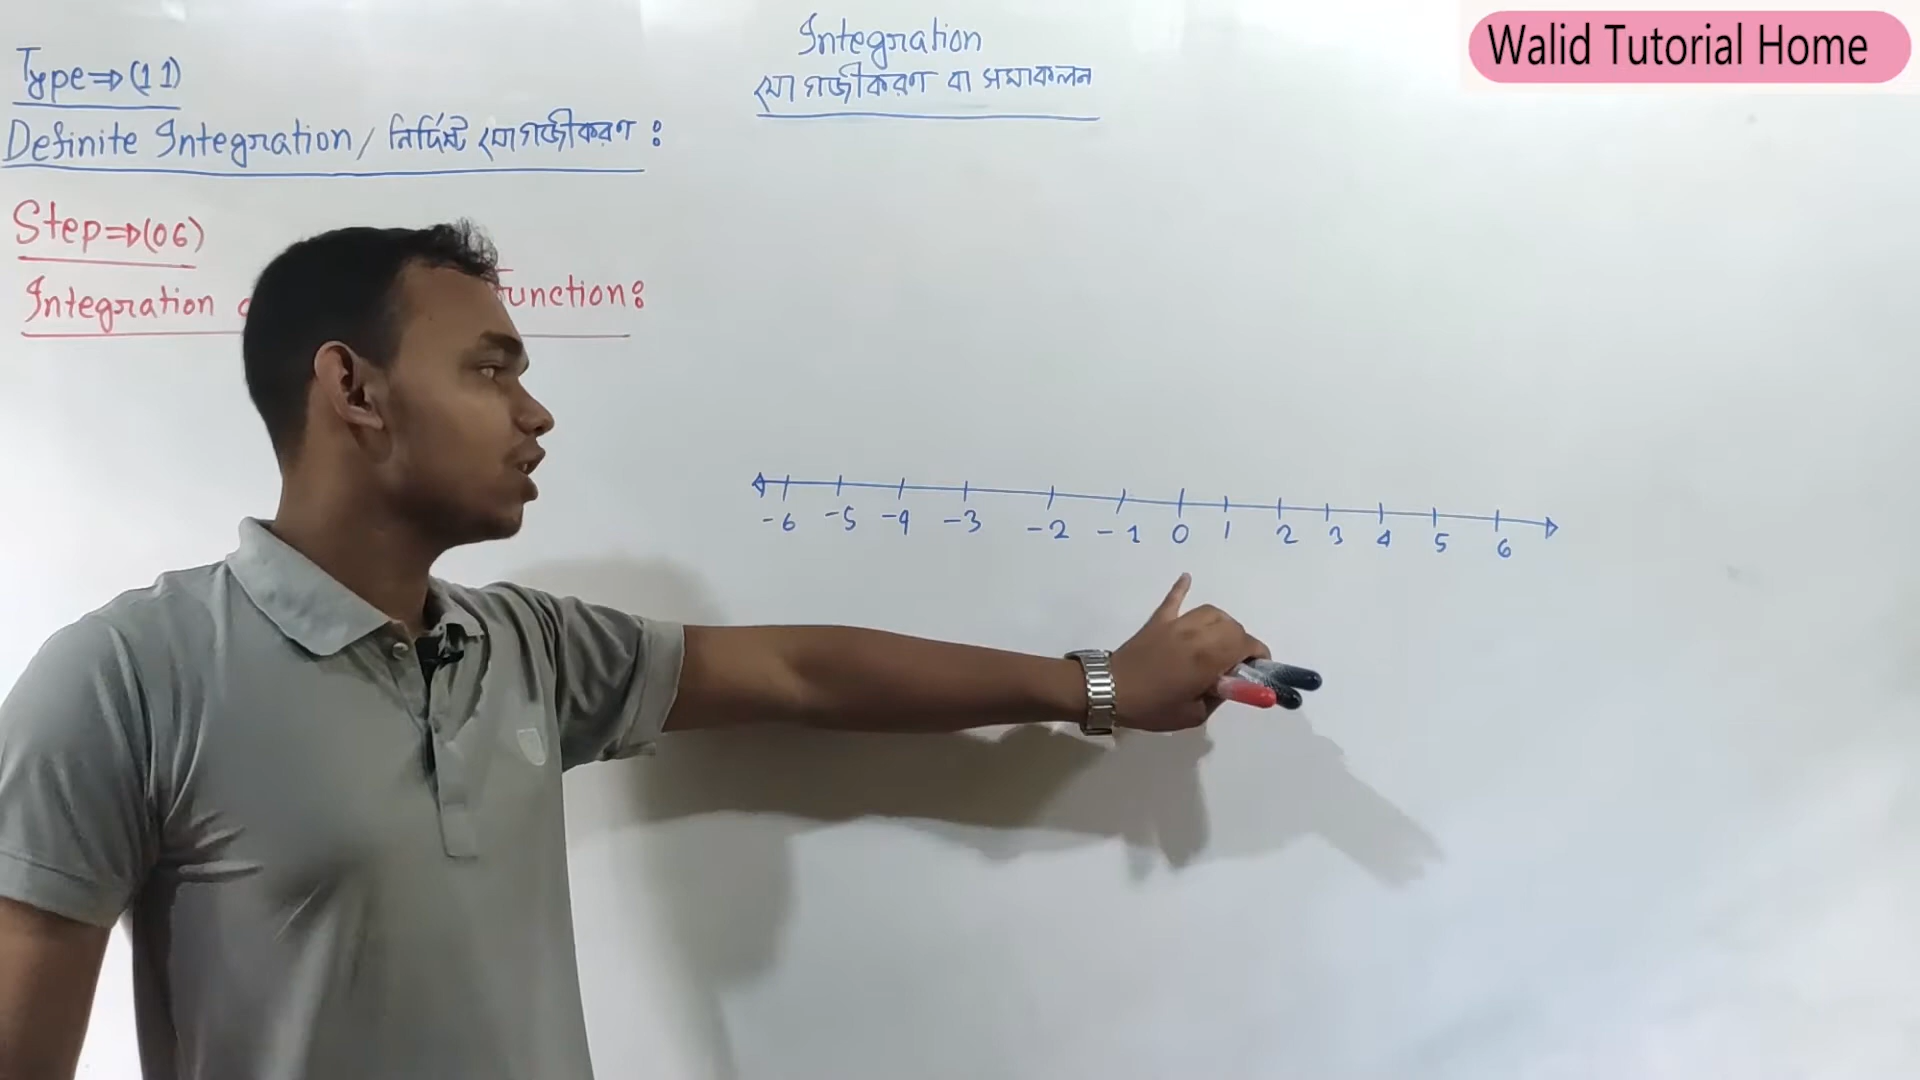 Walid Tutorial Home
Integration
যোগজীকরণ বা সমাকলন
Type⇒(11)
Definite Integration/নির্দিষ্ট যোগজীকরণ:
Step⇒(06)
Integration Function:
-6 -5 -4 -3 -2 -1 0 1 2 3 4 5 6